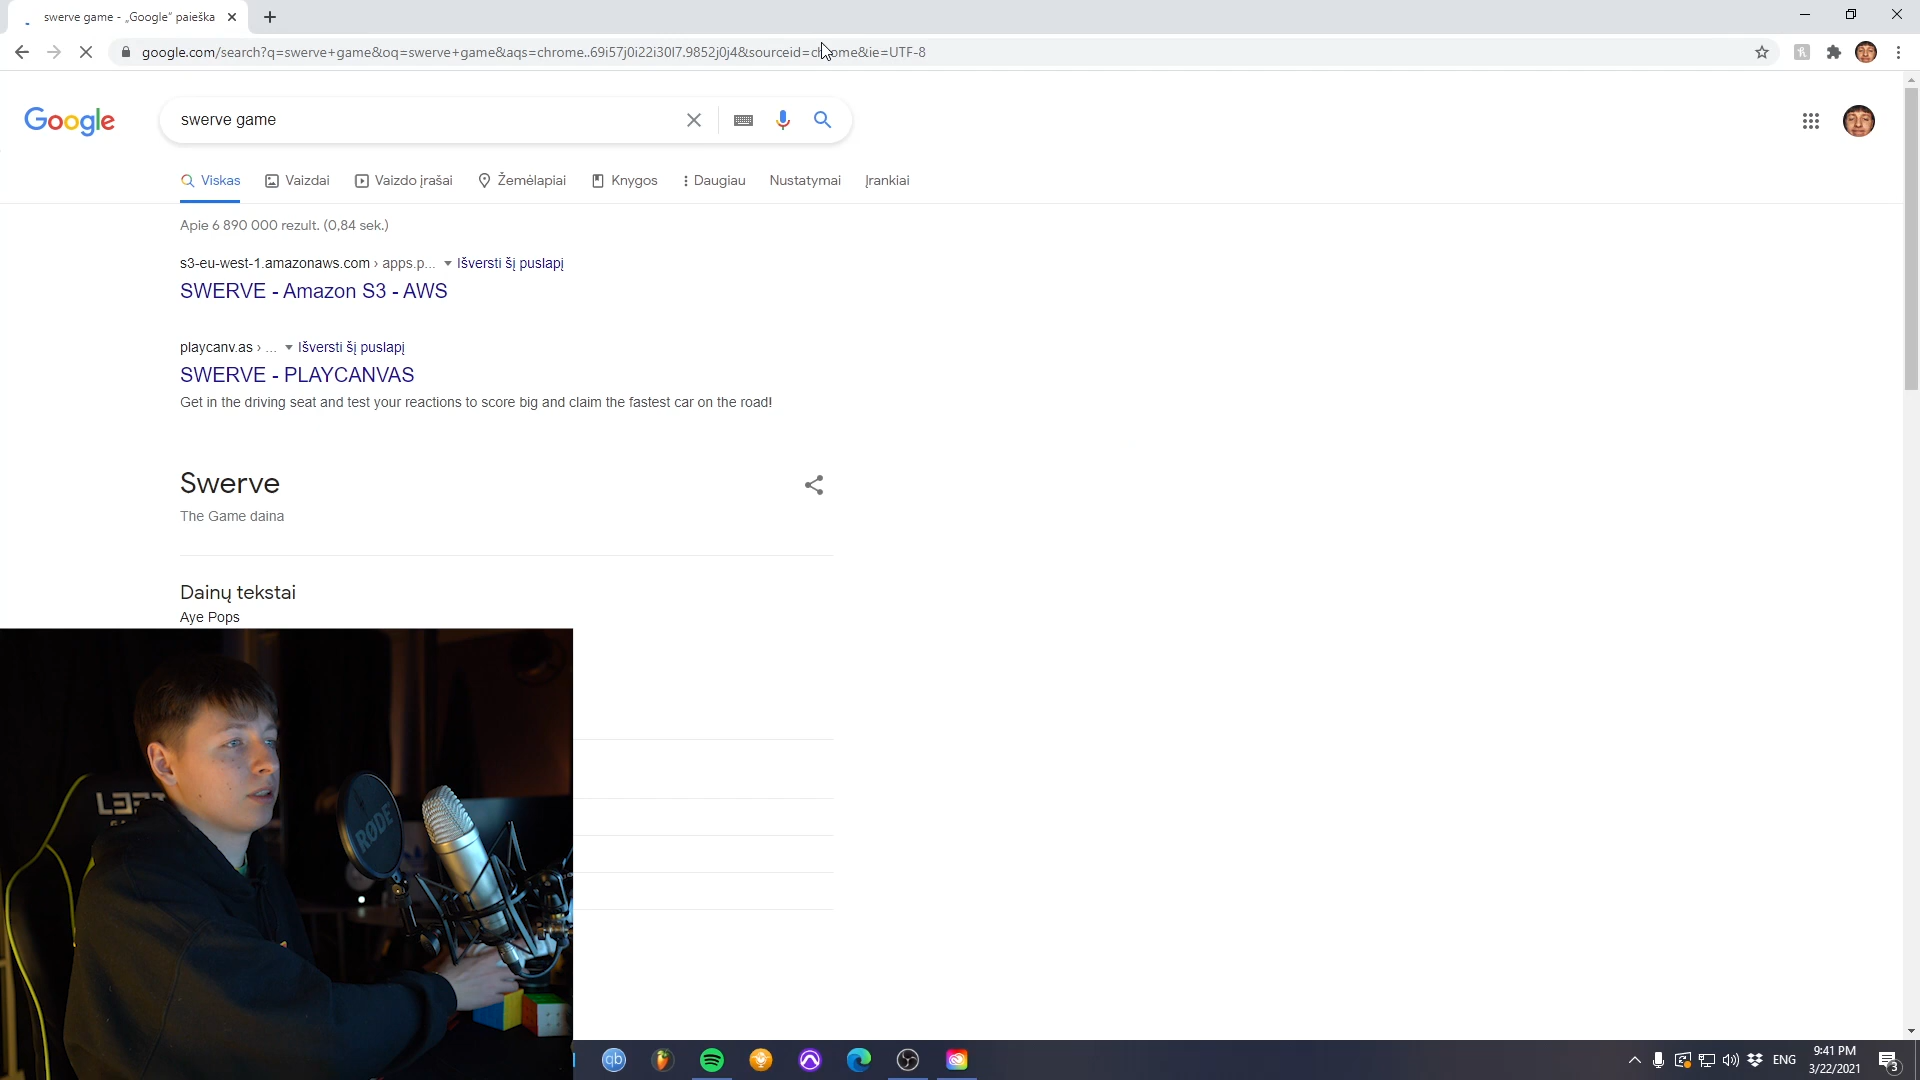 swerve game - „Google“ paieška
google.com/search?q=swerve+game&oq=swerve+game&aqs=chrome..69i57j0i22i30l7.9852j0j4&sourceid=chrome&ie=UTF-8
Google
swerve game
Viskas
Vaizdai
Vaizdo įrašai
Žemėlapiai
Knygos
Daugiau
Nustatymai
Įrankiai
Apie 6 890 000 rezult. (0,84 sek.)
s3-eu-west-1.amazonaws.com › apps.p... Išversti šį puslapį
SWERVE - Amazon S3 - AWS
playcanv.as › ... Išversti šį puslapį
SWERVE - PLAYCANVAS
Get in the driving seat and test your reactions to score big and claim the fastest car on the road!
Swerve
The Game daina
Dainų tekstai
Aye Pops
RØDE
qb
ENG
9:41 PM
3/22/2021
3